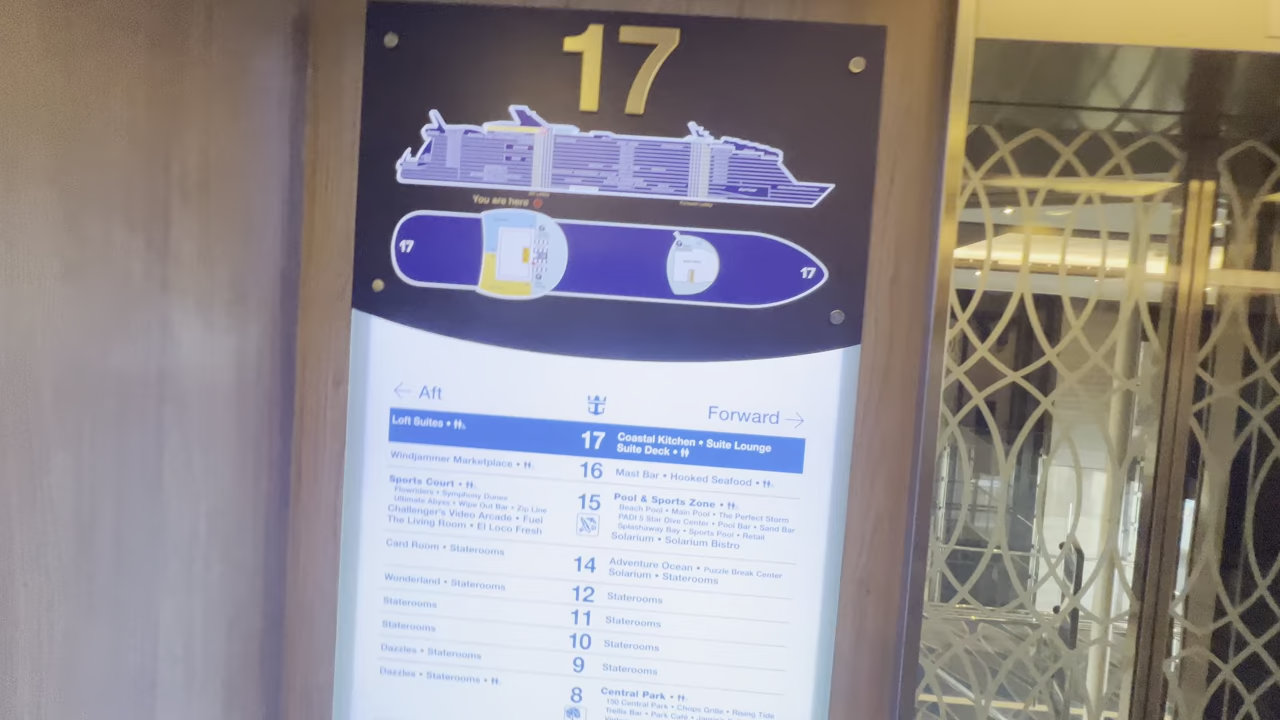 17
You are here
17
17
← Aft
Forward →
Loft Suites •
17
Coastal Kitchen • Suite Lounge
Suite Deck •
Windjammer Marketplace •
16
Mast Bar • Hooked Seafood •
Sports Court •
Flowriders • Symphony Dunes
Ultimate Abyss • Wipe Out Bar • Zip Line
Challenger's Video Arcade • Fuel
The Living Room • El Loco Fresh
15
Pool & Sports Zone •
Beach Pool • Main Pool • The Perfect Storm
PADI 5 Star Dive Center • Pool Bar • Sand Bar
Splashaway Bay • Sports Pool • Retail
Solarium • Solarium Bistro
Card Room • Staterooms
14
Adventure Ocean • Puzzle Break Center
Solarium • Staterooms
Wonderland • Staterooms
12
Staterooms
Staterooms
11
Staterooms
Staterooms
10
Staterooms
Dazzles • Staterooms
9
Staterooms
Dazzles • Staterooms •
8
Central Park •
150 Central Park • Chops Grille • Rising Tide
Trellis Bar • Park Café •